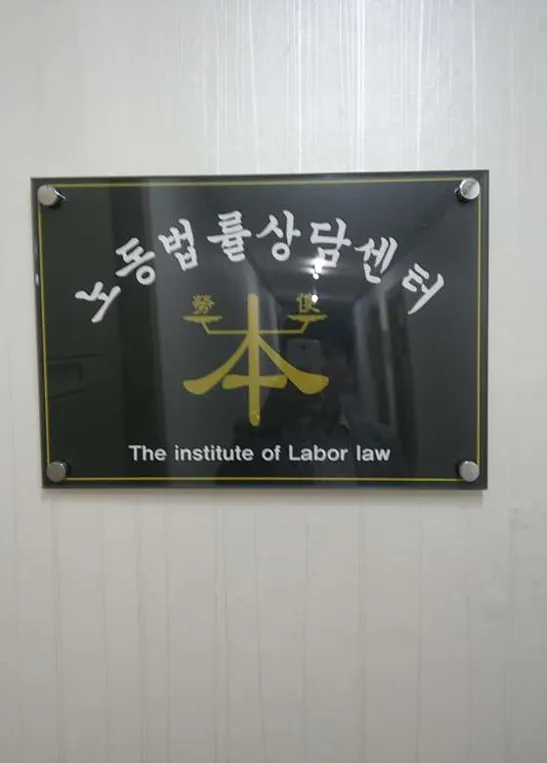 노동법률상담센터
勞 使
本
The institute of Labor law